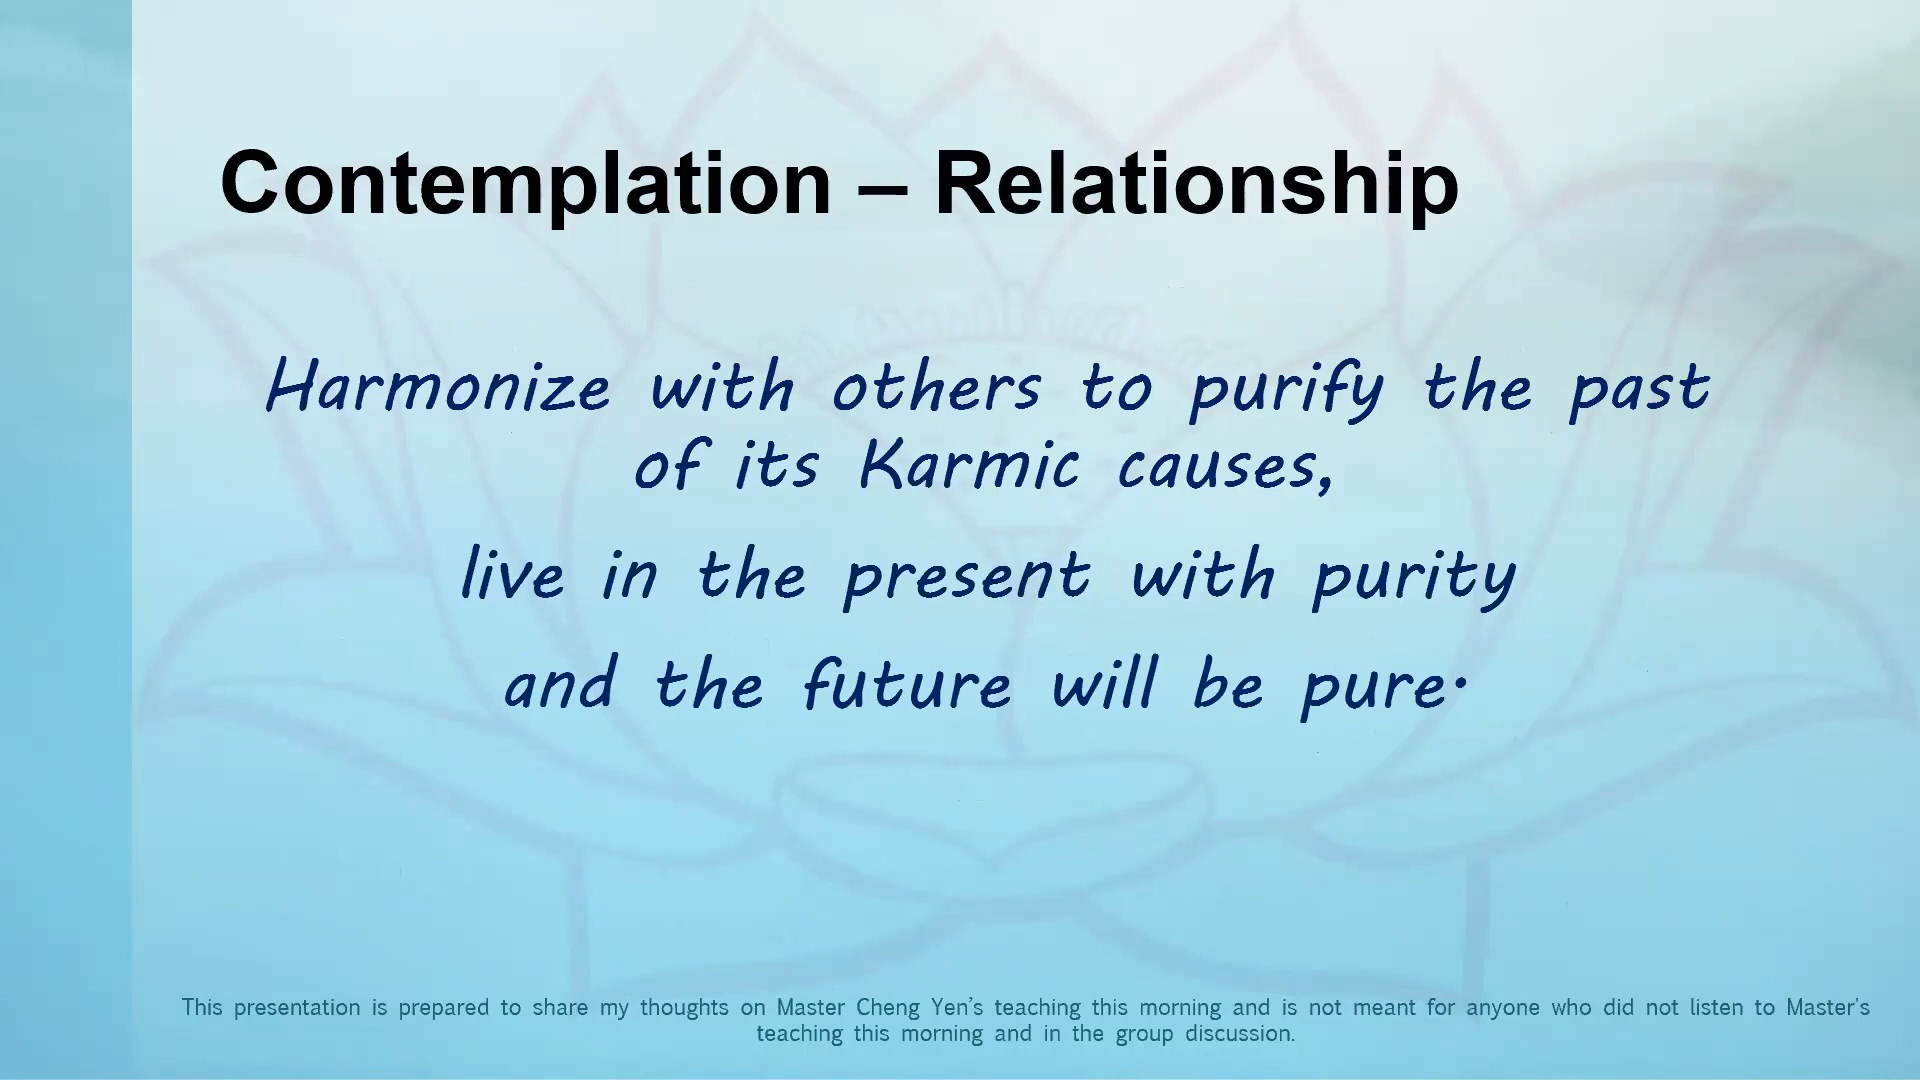 Contemplation – Relationship
Harmonize with others to purify the past
of its Karmic causes,
live in the present with purity
and the future will be pure.
This presentation is prepared to share my thoughts on Master Cheng Yen’s teaching this morning and is not meant for anyone who did not listen to Master's
teaching this morning and in the group discussion.